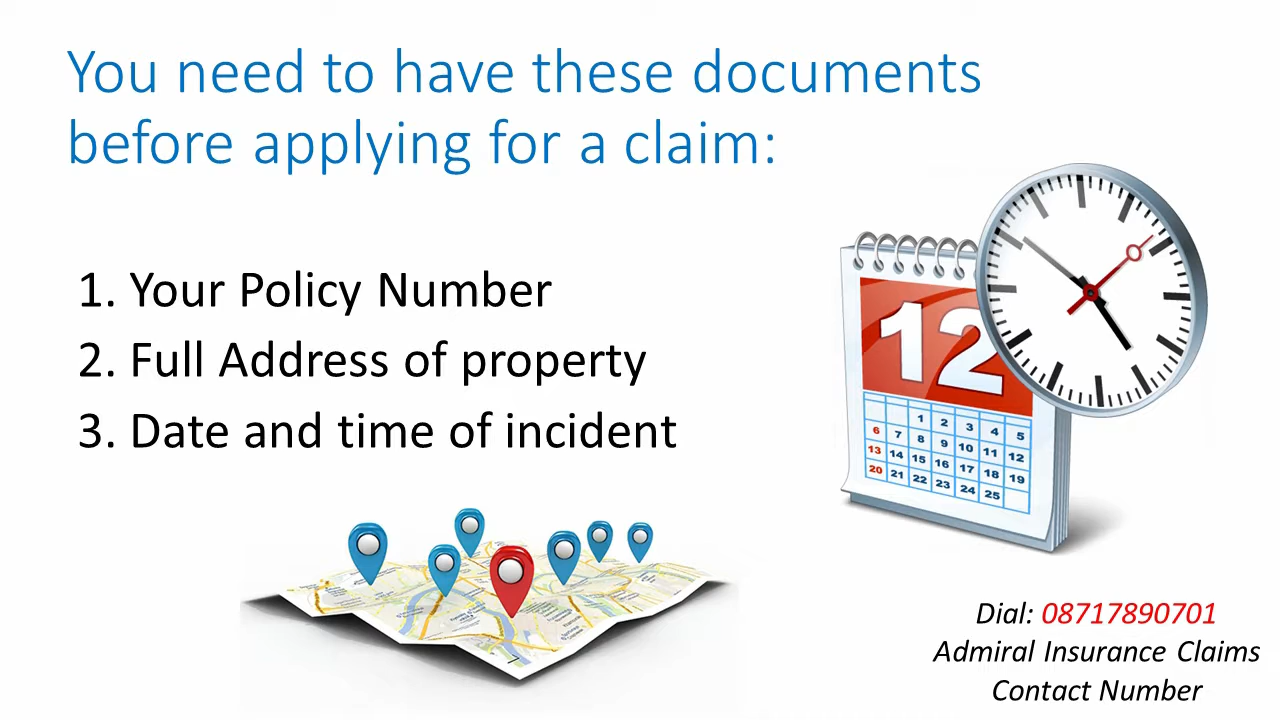 You need to have these documents
before applying for a claim:
1. Your Policy Number
2. Full Address of property
3. Date and time of incident
12
1 2 3 4 5
6 7 8 9 10 11 12
13 14 15 16 17 18 19
20 21 22 23 24 25
Dial: 08717890701
Admiral Insurance Claims
Contact Number